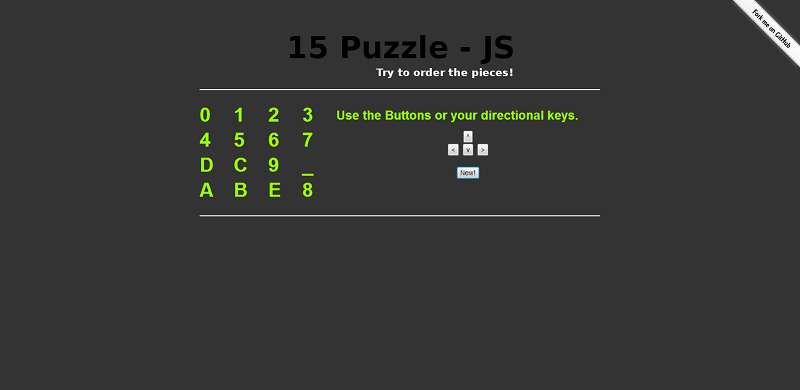 Fork me on GitHub
15 Puzzle - JS
Try to order the pieces!
0 1 2 3
4 5 6 7
D C 9 _
A B E 8
Use the Buttons or your directional keys.
^
< v >
New!